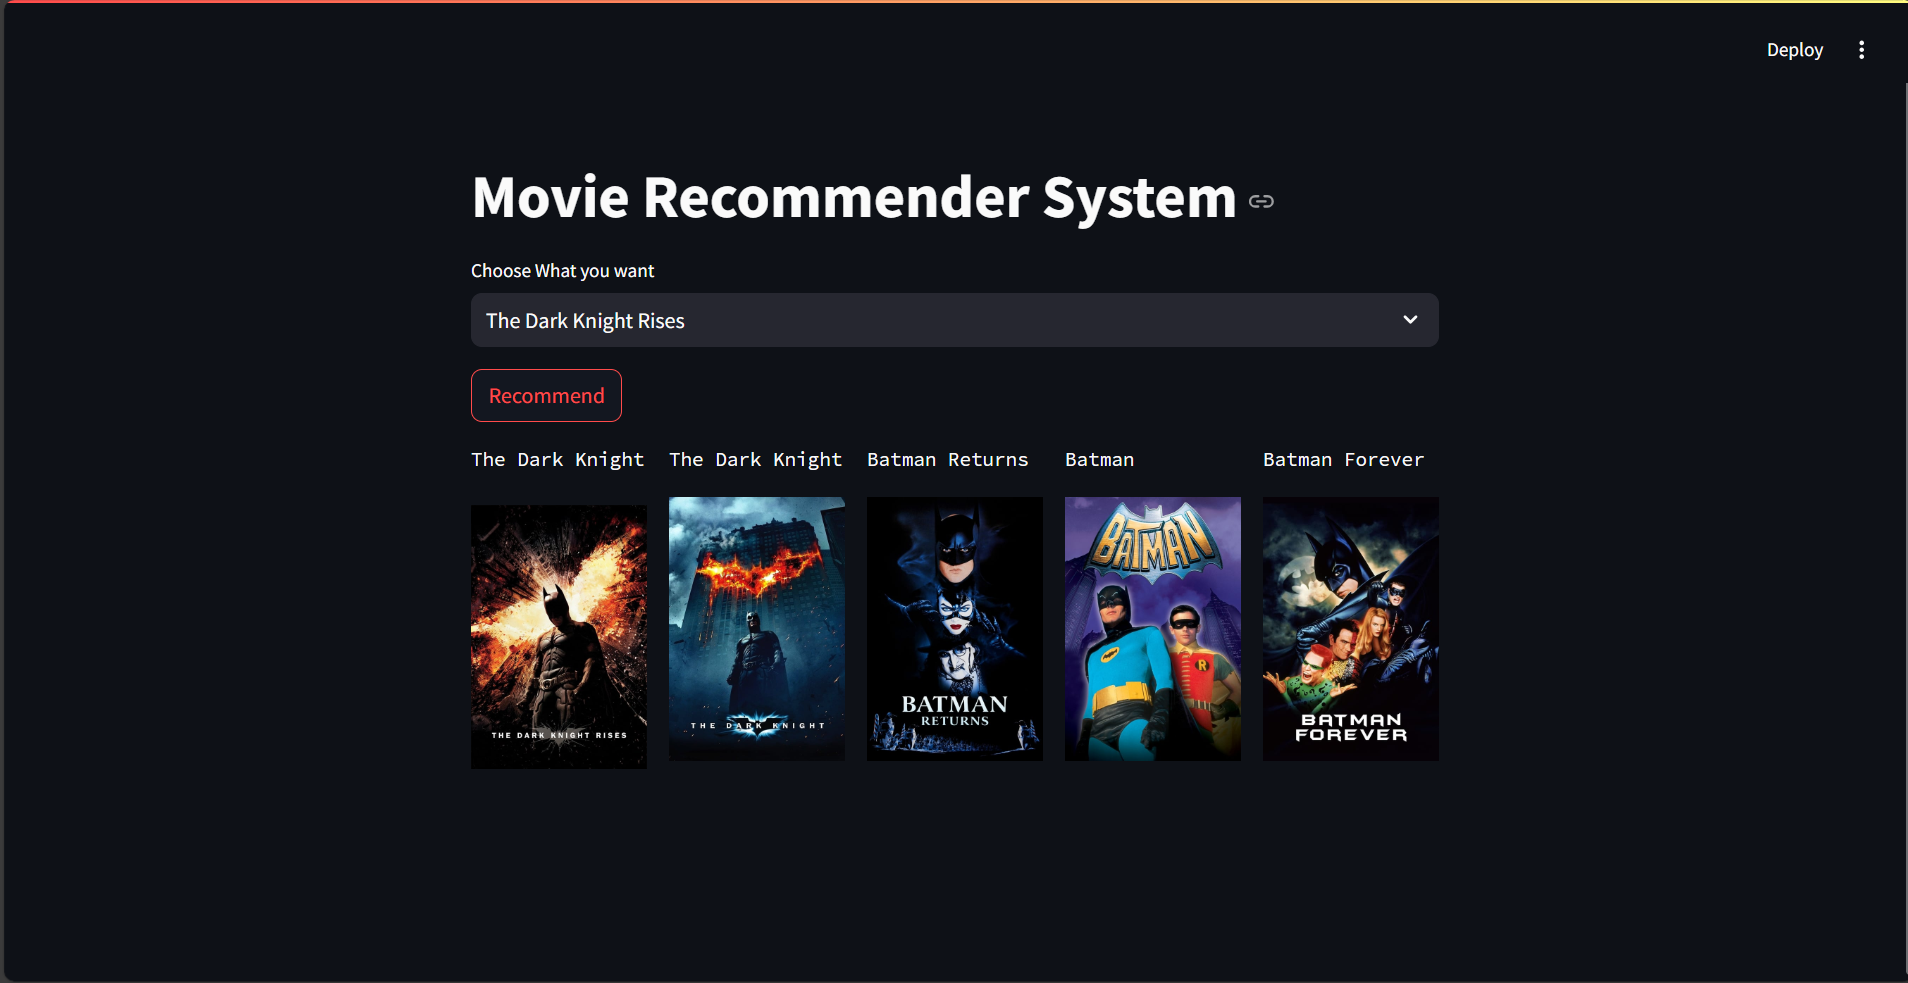 Deploy
Movie Recommender System
Choose What you want
The Dark Knight Rises
Recommend
The Dark Knight
The Dark Knight
Batman Returns
Batman
Batman Forever
THE DARK KNIGHT RISES
THE DARK KNIGHT
BATMAN
RETURNS
BATMAN
R
BATMAN
FOREVER